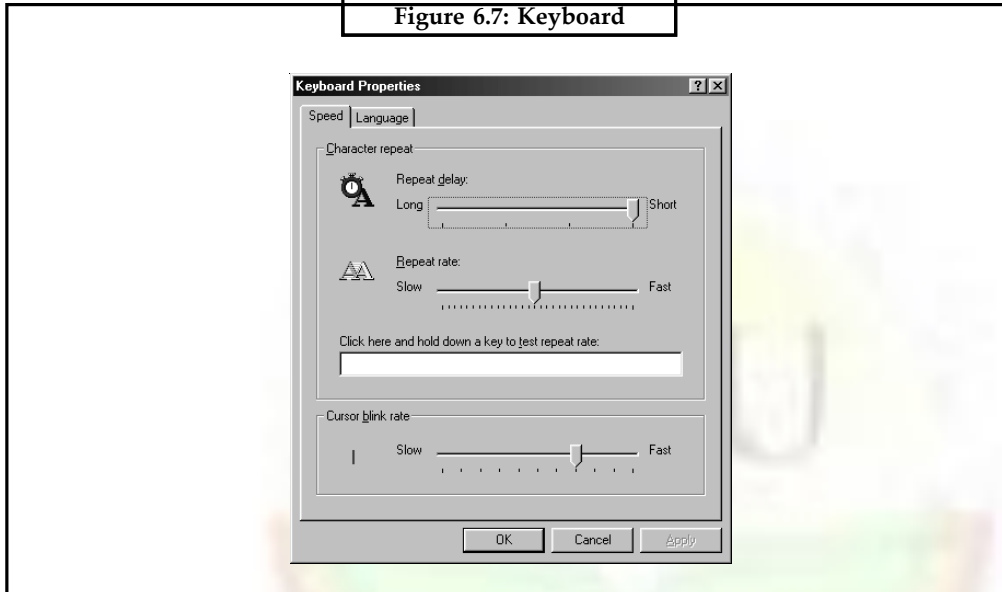 Figure 6.7: Keyboard
Keyboard Properties
Speed Language
Character repeat
Repeat delay:
Long Short
Repeat rate:
Slow Fast
Click here and hold down a key to test repeat rate:
Cursor blink rate
Slow Fast
OK Cancel Apply